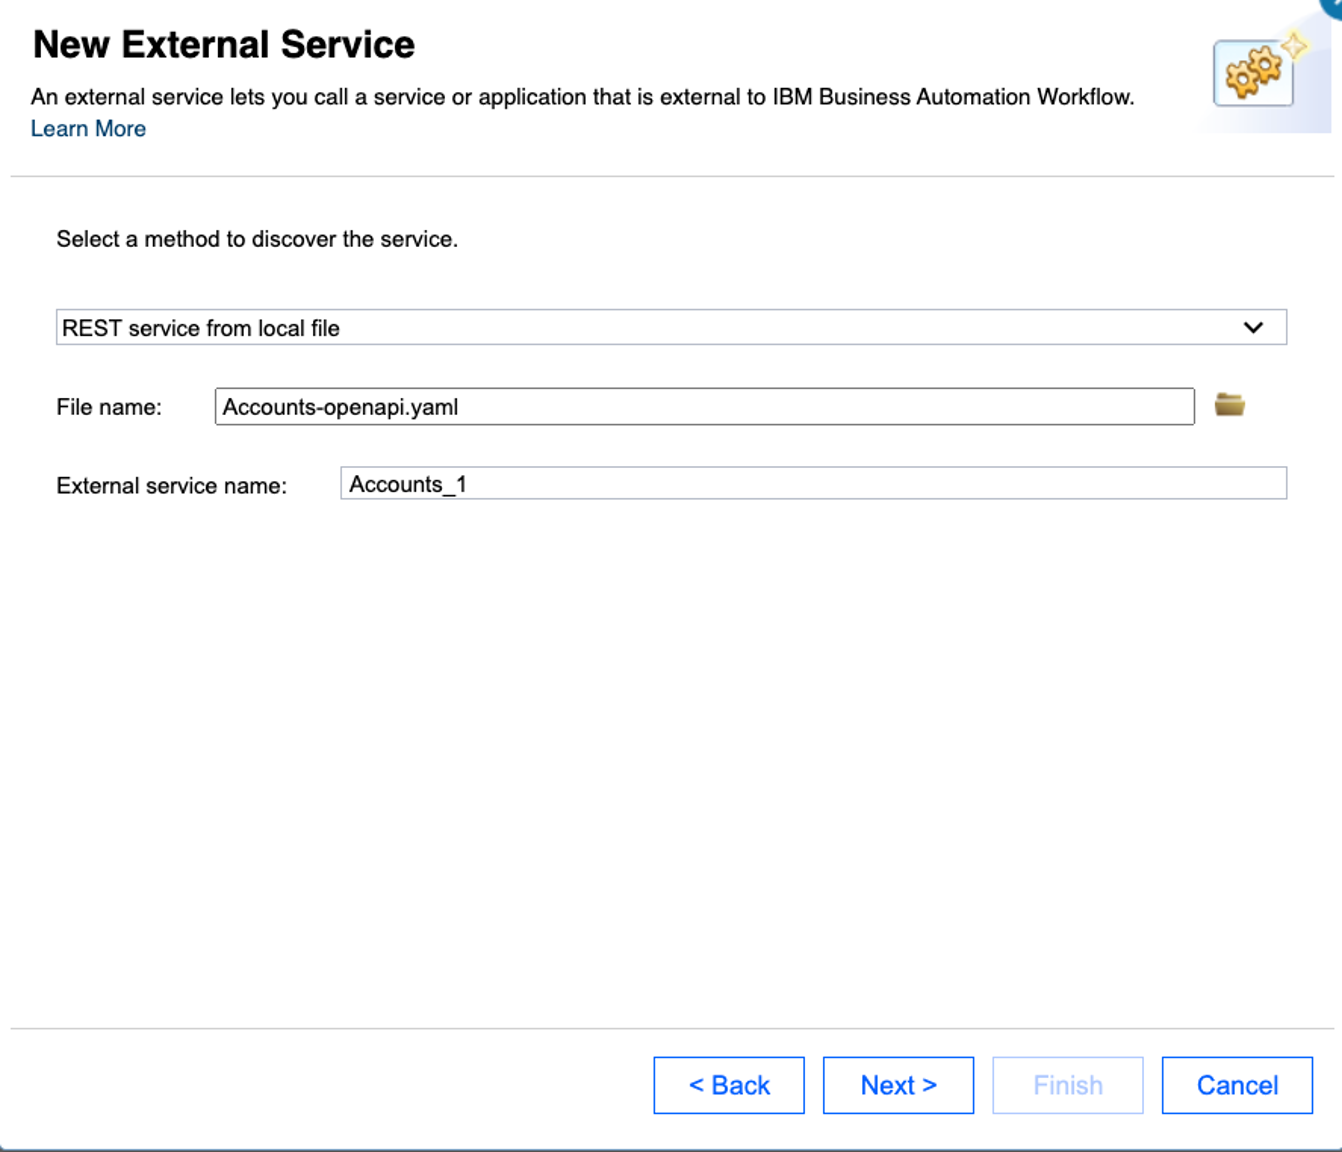 New External Service
An external service lets you call a service or application that is external to IBM Business Automation Workflow.
Learn More
Select a method to discover the service.
REST service from local file
File name:
Accounts-openapi.yaml
External service name:
Accounts_1
< Back
Next >
Finish
Cancel